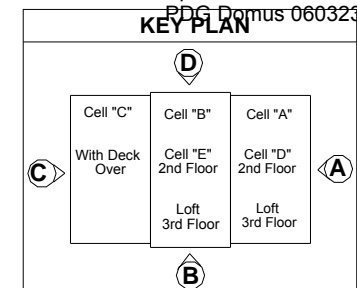 PDG Domus 060323
KEY PLAN
D
Cell "C"
With Deck
Over
Cell "B"
Cell "E"
2nd Floor
Loft
3rd Floor
Cell "A"
Cell "D"
2nd Floor
Loft
3rd Floor
C
A
B